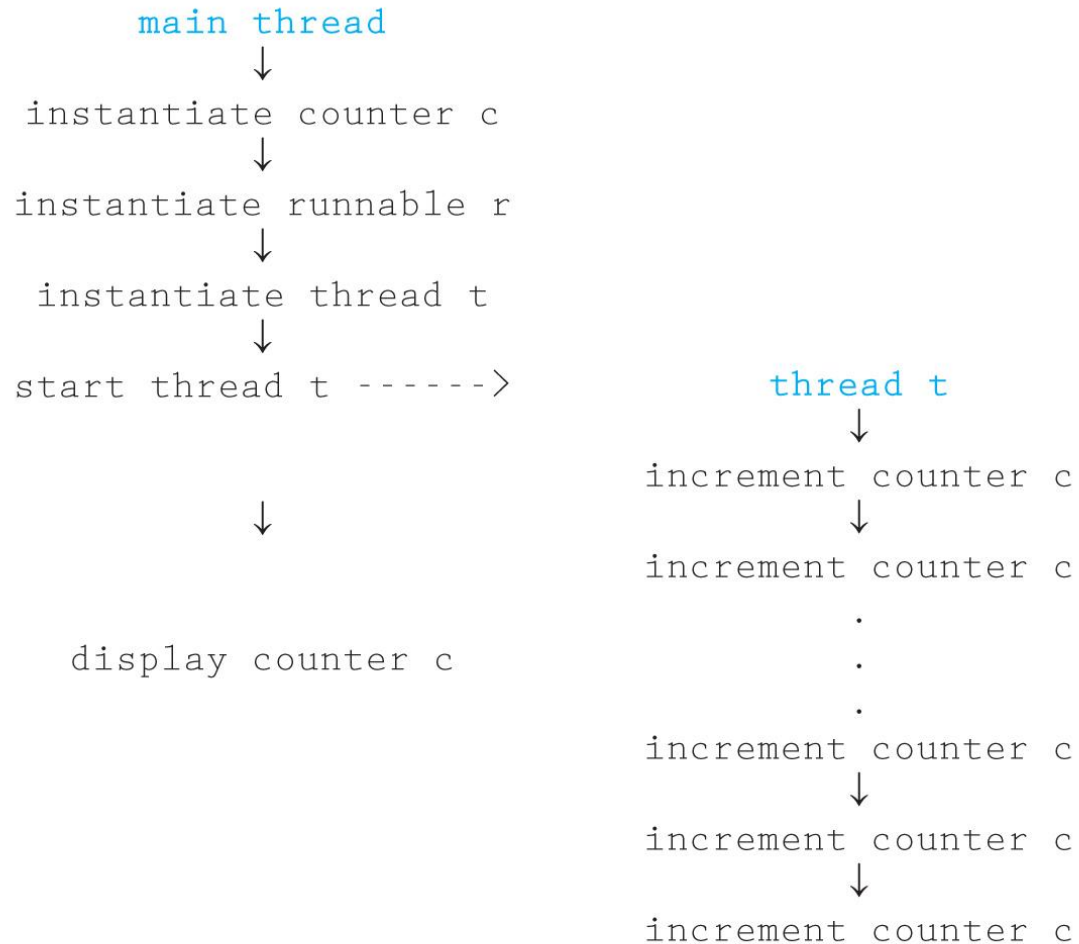 main thread
↓
instantiate counter c
↓
instantiate runnable r
↓
instantiate thread t
↓
start thread t ------>
↓
display counter c
thread t
↓
increment counter c
↓
increment counter c
.
.
.
increment counter c
↓
increment counter c
↓
increment counter c